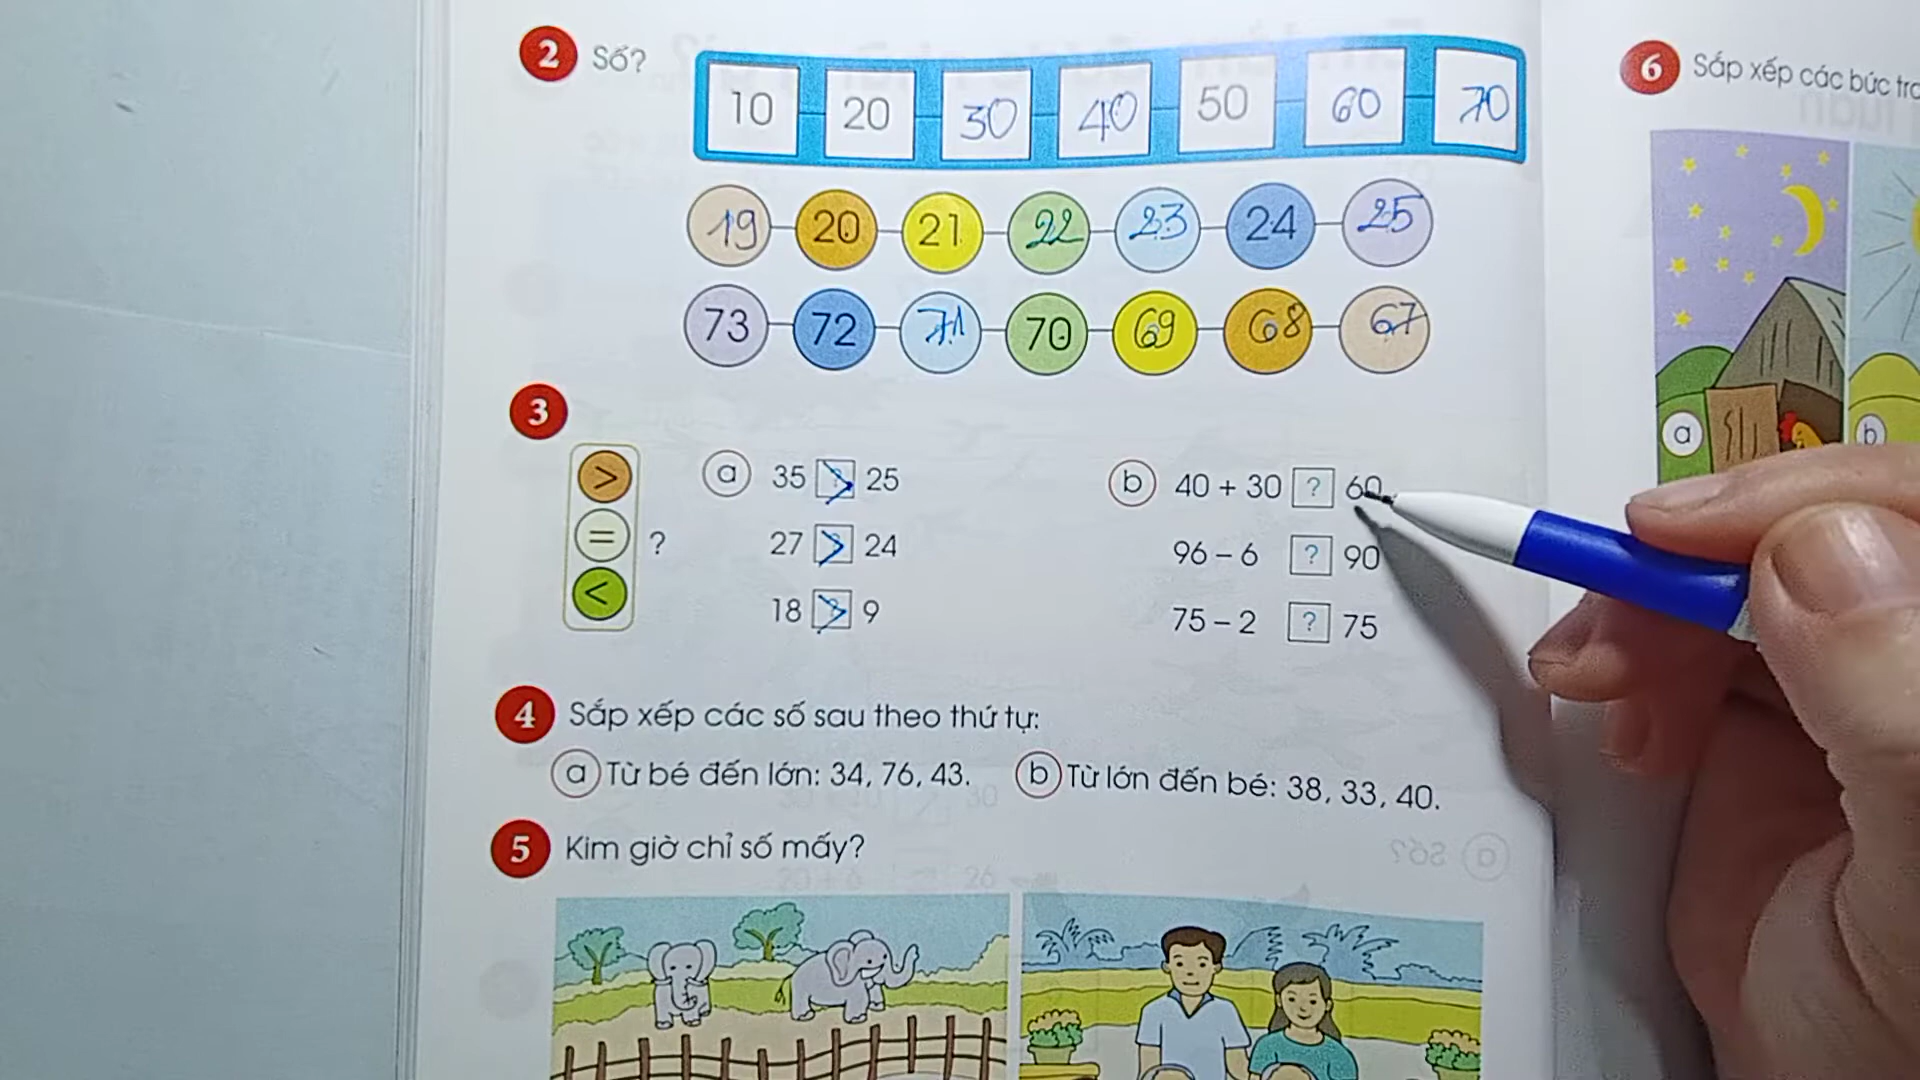 2 Số?
10 20 30 40 50 60 70
19 20 21 22 23 24 25
73 72 71 70 69 68 67
3
> = < ?
a 35 > 25
27 > 24
18 > 9
b 40 + 30 ? 60
96 – 6 ? 90
75 – 2 ? 75
4 Sắp xếp các số sau theo thứ tự:
a Từ bé đến lớn: 34, 76, 43.
b Từ lớn đến bé: 38, 33, 40.
5 Kim giờ chỉ số mấy?
6 Sắp xếp các bức
a b